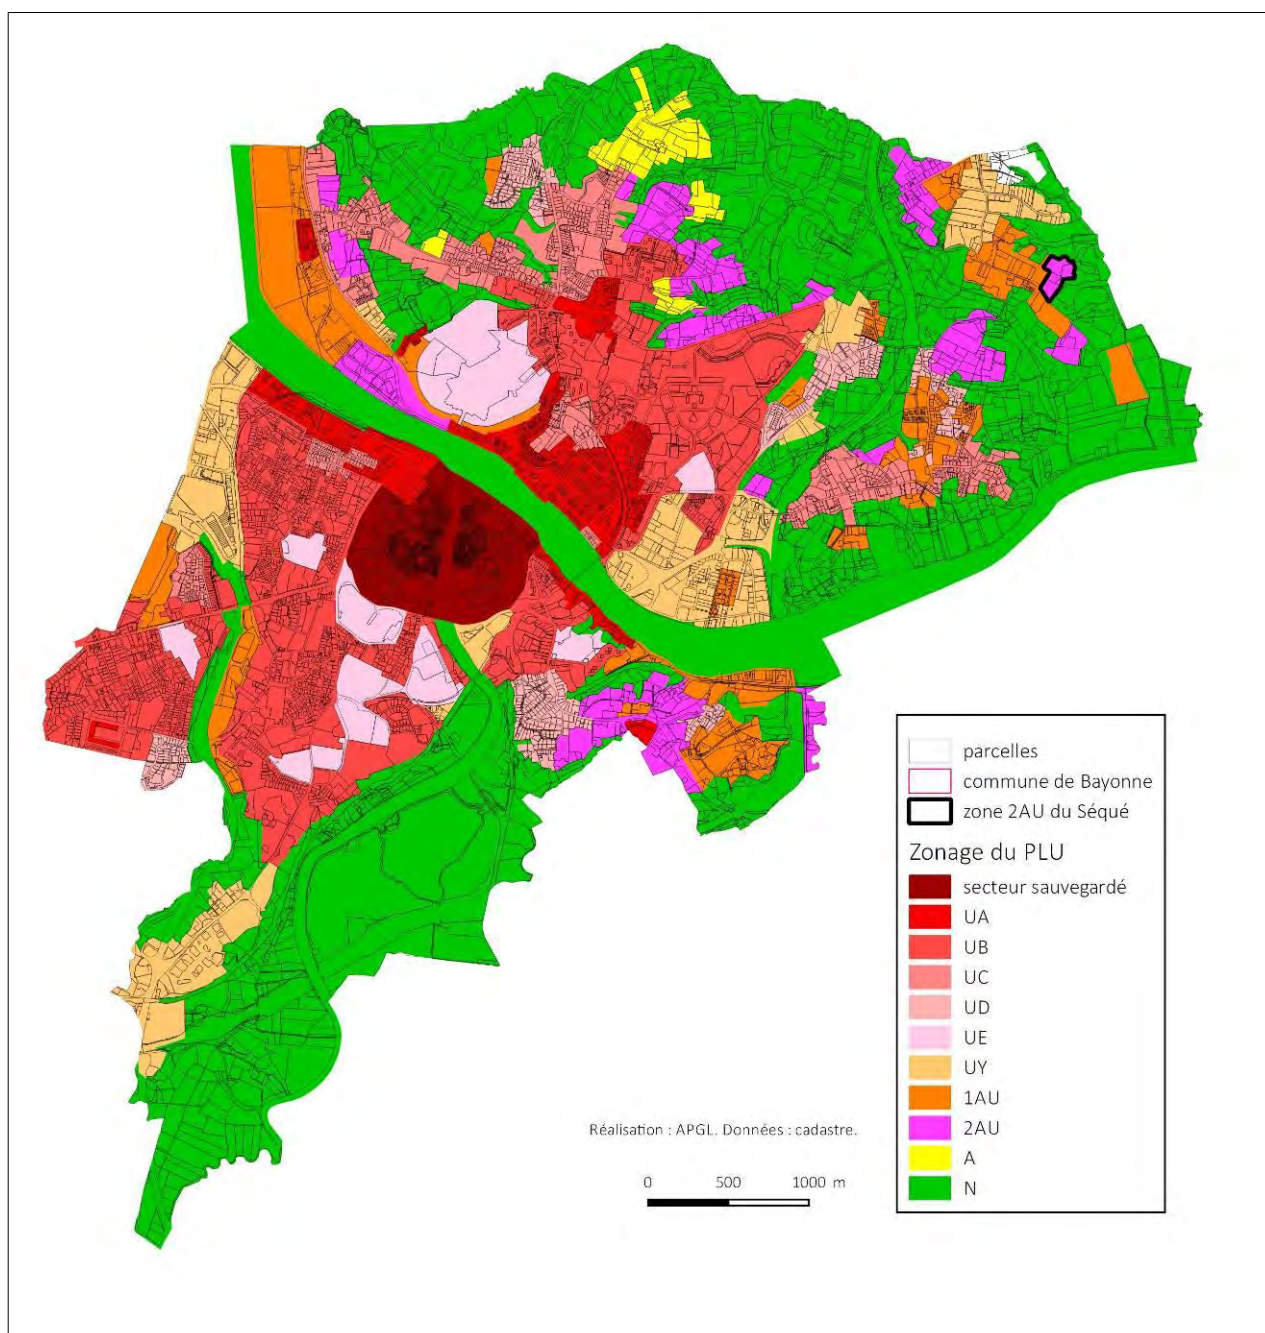 parcelles
commune de Bayonne
zone 2AU du Séqué
Zonage du PLU
secteur sauvegardé
UA
UB
UC
UD
UE
UY
1AU
2AU
A
N
Réalisation : APGL. Données : cadastre.
0 500 1000 m